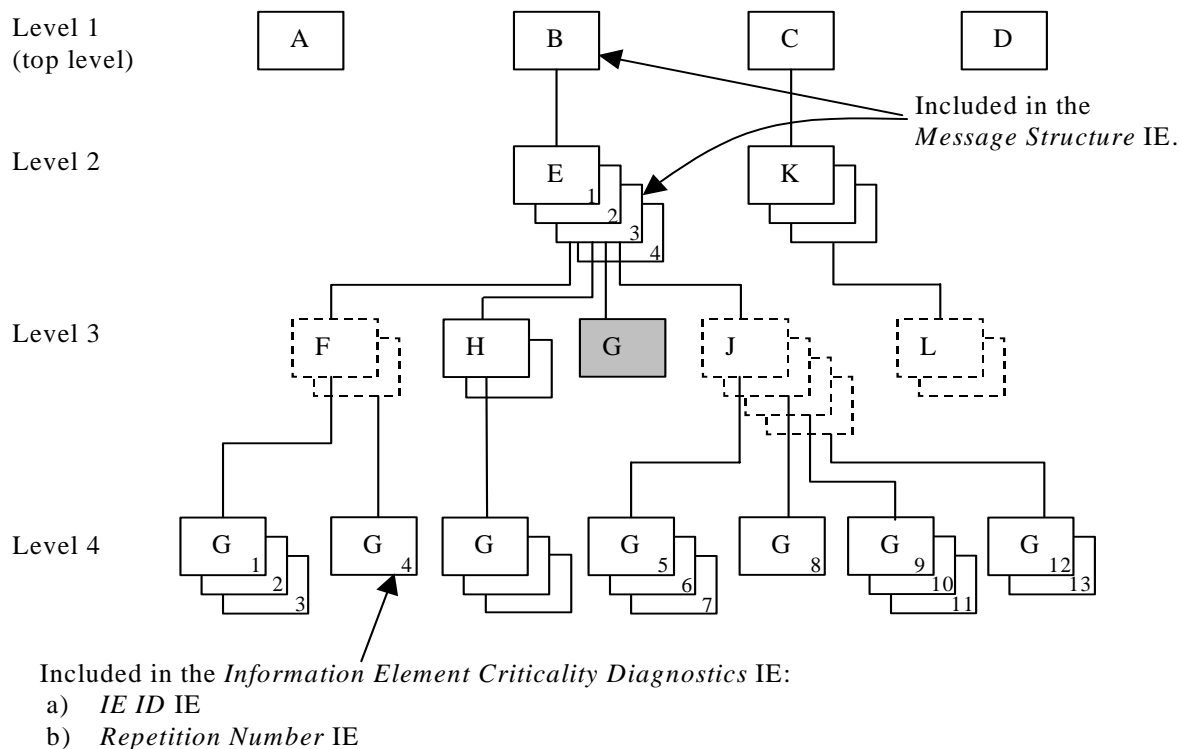 Level 1
(top level)
A
B
C
D
Included in the
Message Structure IE.
Level 2
E
1
2
3
4
K
Level 3
F
H
G
J
L
Level 4
G
1
2
3
G
4
G
G
5
6
7
G
8
G
9
10
11
G
12
13
Included in the Information Element Criticality Diagnostics IE:
a) IE ID IE
b) Repetition Number IE